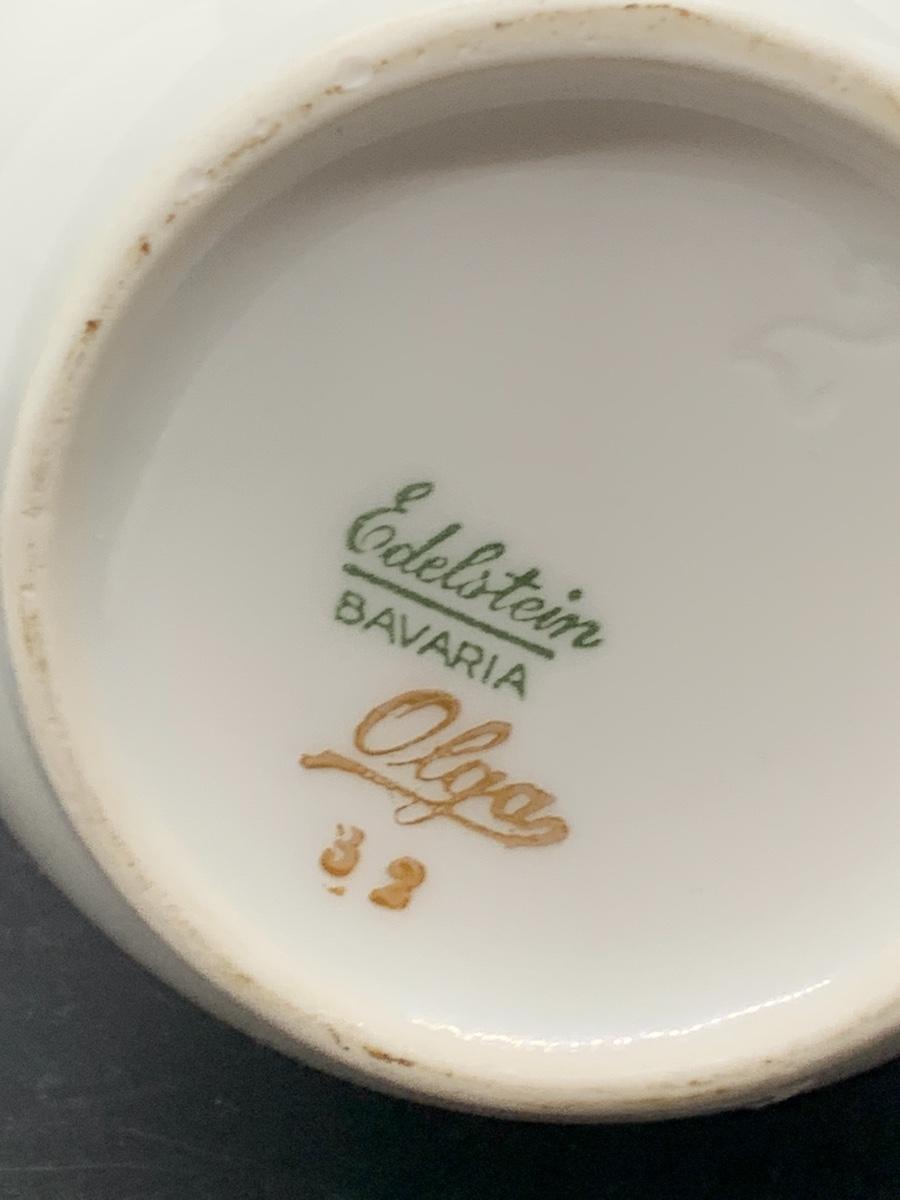 Edelstein
BAVARIA
Olga
32